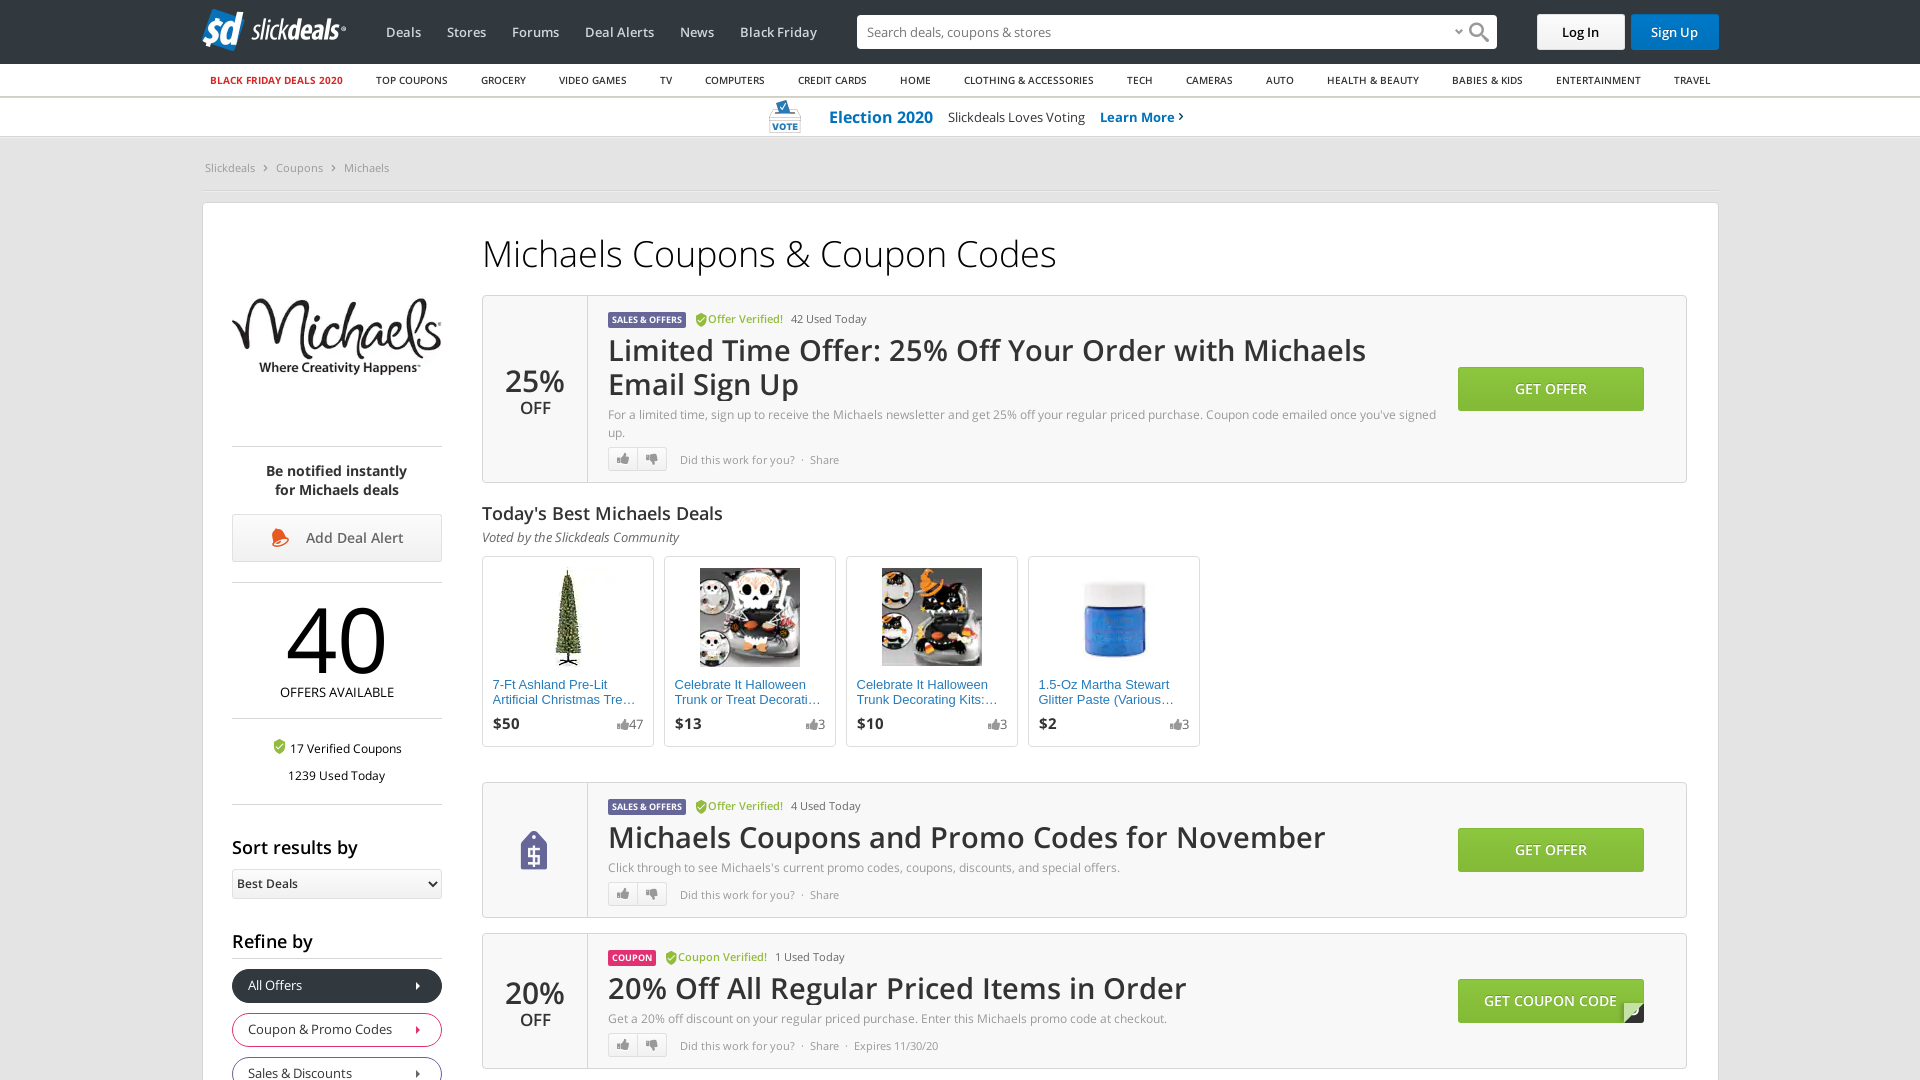 slickdeals
Deals
Stores
Forums
Deal Alerts
News
Black Friday
Search deals, coupons & stores
Log In
Sign Up
BLACK FRIDAY DEALS 2020
TOP COUPONS
GROCERY
VIDEO GAMES
TV
COMPUTERS
CREDIT CARDS
HOME
CLOTHING & ACCESSORIES
TECH
CAMERAS
AUTO
HEALTH & BEAUTY
BABIES & KIDS
ENTERTAINMENT
TRAVEL
VOTE
Election 2020
Slickdeals Loves Voting
Learn More
Slickdeals
Coupons
Michaels
Michaels
Where Creativity Happens™
Be notified instantly
for Michaels deals
Add Deal Alert
40
OFFERS AVAILABLE
17 Verified Coupons
1239 Used Today
Sort results by
Best Deals
Refine by
All Offers
Coupon & Promo Codes
Sales & Discounts
Michaels Coupons & Coupon Codes
25%
OFF
SALES & OFFERS
Offer Verified!
42 Used Today
Limited Time Offer: 25% Off Your Order with Michaels
Email Sign Up
For a limited time, sign up to receive the Michaels newsletter and get 25% off your regular priced purchase. Coupon code emailed once you've signed
up.
Did this work for you? · Share
GET OFFER
Today's Best Michaels Deals
Voted by the Slickdeals Community
7-Ft Ashland Pre-Lit
Artificial Christmas Tre…
$50
47
Celebrate It Halloween
Trunk or Treat Decorati…
$13
3
Celebrate It Halloween
Trunk Decorating Kits:…
$10
3
1.5-Oz Martha Stewart
Glitter Paste (Various…
$2
3
SALES & OFFERS
Offer Verified!
4 Used Today
Michaels Coupons and Promo Codes for November
Click through to see Michaels's current promo codes, coupons, discounts, and special offers.
Did this work for you? · Share
GET OFFER
20%
OFF
COUPON
Coupon Verified!
1 Used Today
20% Off All Regular Priced Items in Order
Get a 20% off discount on your regular priced purchase. Enter this Michaels promo code at checkout.
Did this work for you? · Share · Expires 11/30/20
GET COUPON CODE